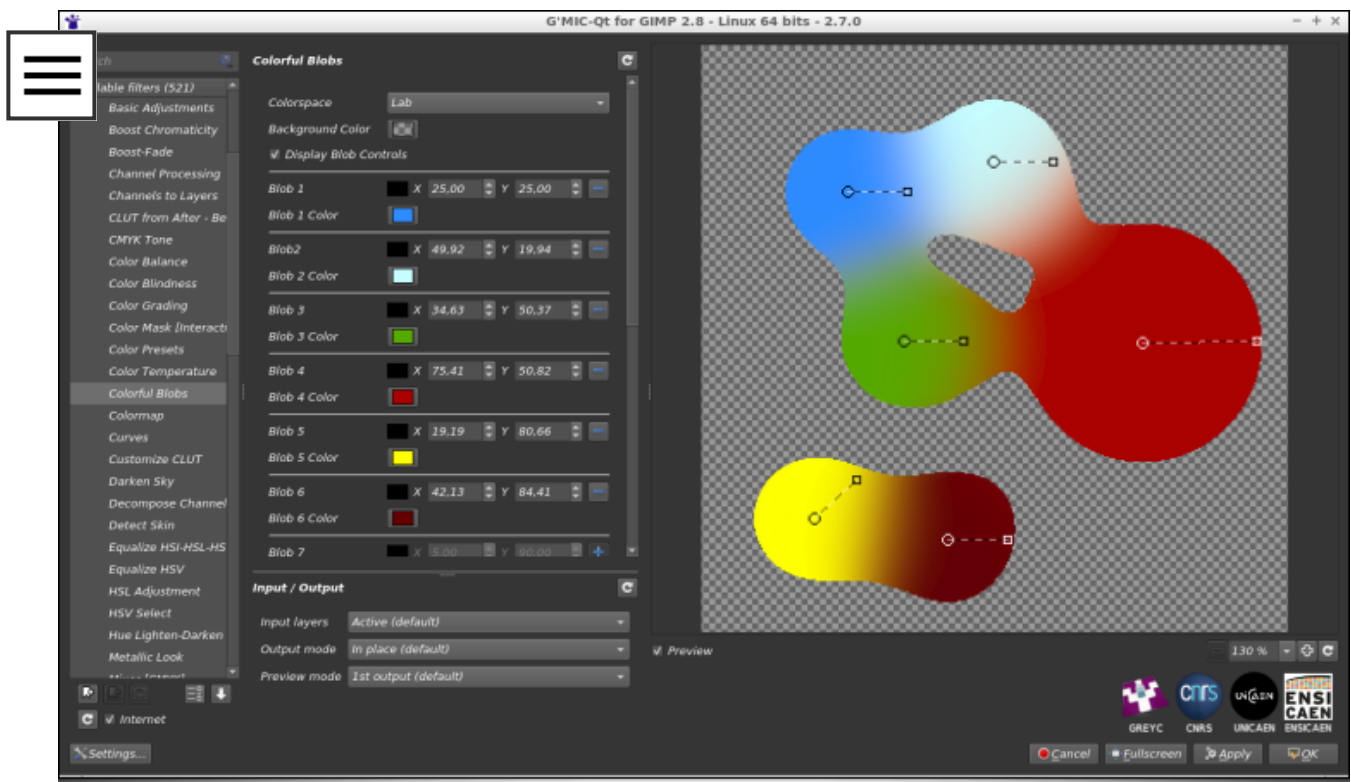 G'MIC-Qt for GIMP 2.8 - Linux 64 bits - 2.7.0
ch
lable filters (521)
Basic Adjustments
Boost Chromaticity
Boost-Fade
Channel Processing
Channels to Layers
CLUT from After - Be
CMYK Tone
Color Balance
Color Blindness
Color Grading
Color Mask [Interacti
Color Presets
Color Temperature
Colorful Blobs
Colormap
Curves
Customize CLUT
Darken Sky
Decompose Channel
Detect Skin
Equalize HSI-HSL-HS
Equalize HSV
HSL Adjustment
HSV Select
Hue Lighten-Darken
Metallic Look
Internet
Settings...
Colorful Blobs
Colorspace Lab
Background Color
Display Blob Controls
Blob 1 X 25,00 Y 25,00
Blob 1 Color
Blob2 X 49,92 Y 19,94
Blob 2 Color
Blob 3 X 34,63 Y 50,37
Blob 3 Color
Blob 4 X 75,41 Y 50,82
Blob 4 Color
Blob 5 X 19,19 Y 80,66
Blob 5 Color
Blob 6 X 42,13 Y 84,41
Blob 6 Color
Blob 7 X 5,00 Y 90,00
Input / Output
Input layers Active (default)
Output mode In place (default)
Preview mode 1st output (default)
Preview
130 %
cnrs UNICAEN ENSI
CAEN
GREYC CNRS UNICAEN ENSICAEN
Cancel Fullscreen Apply OK